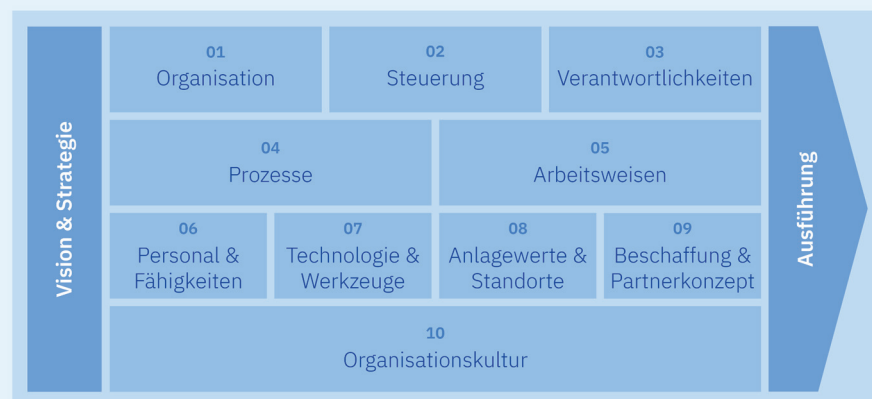 Vision & Strategie
01
Organisation
02
Steuerung
03
Verantwortlichkeiten
04
Prozesse
05
Arbeitsweisen
06
Personal &
Fähigkeiten
07
Technologie &
Werkzeuge
08
Anlagewerte &
Standorte
09
Beschaffung &
Partnerkonzept
10
Organisationskultur
Ausführung